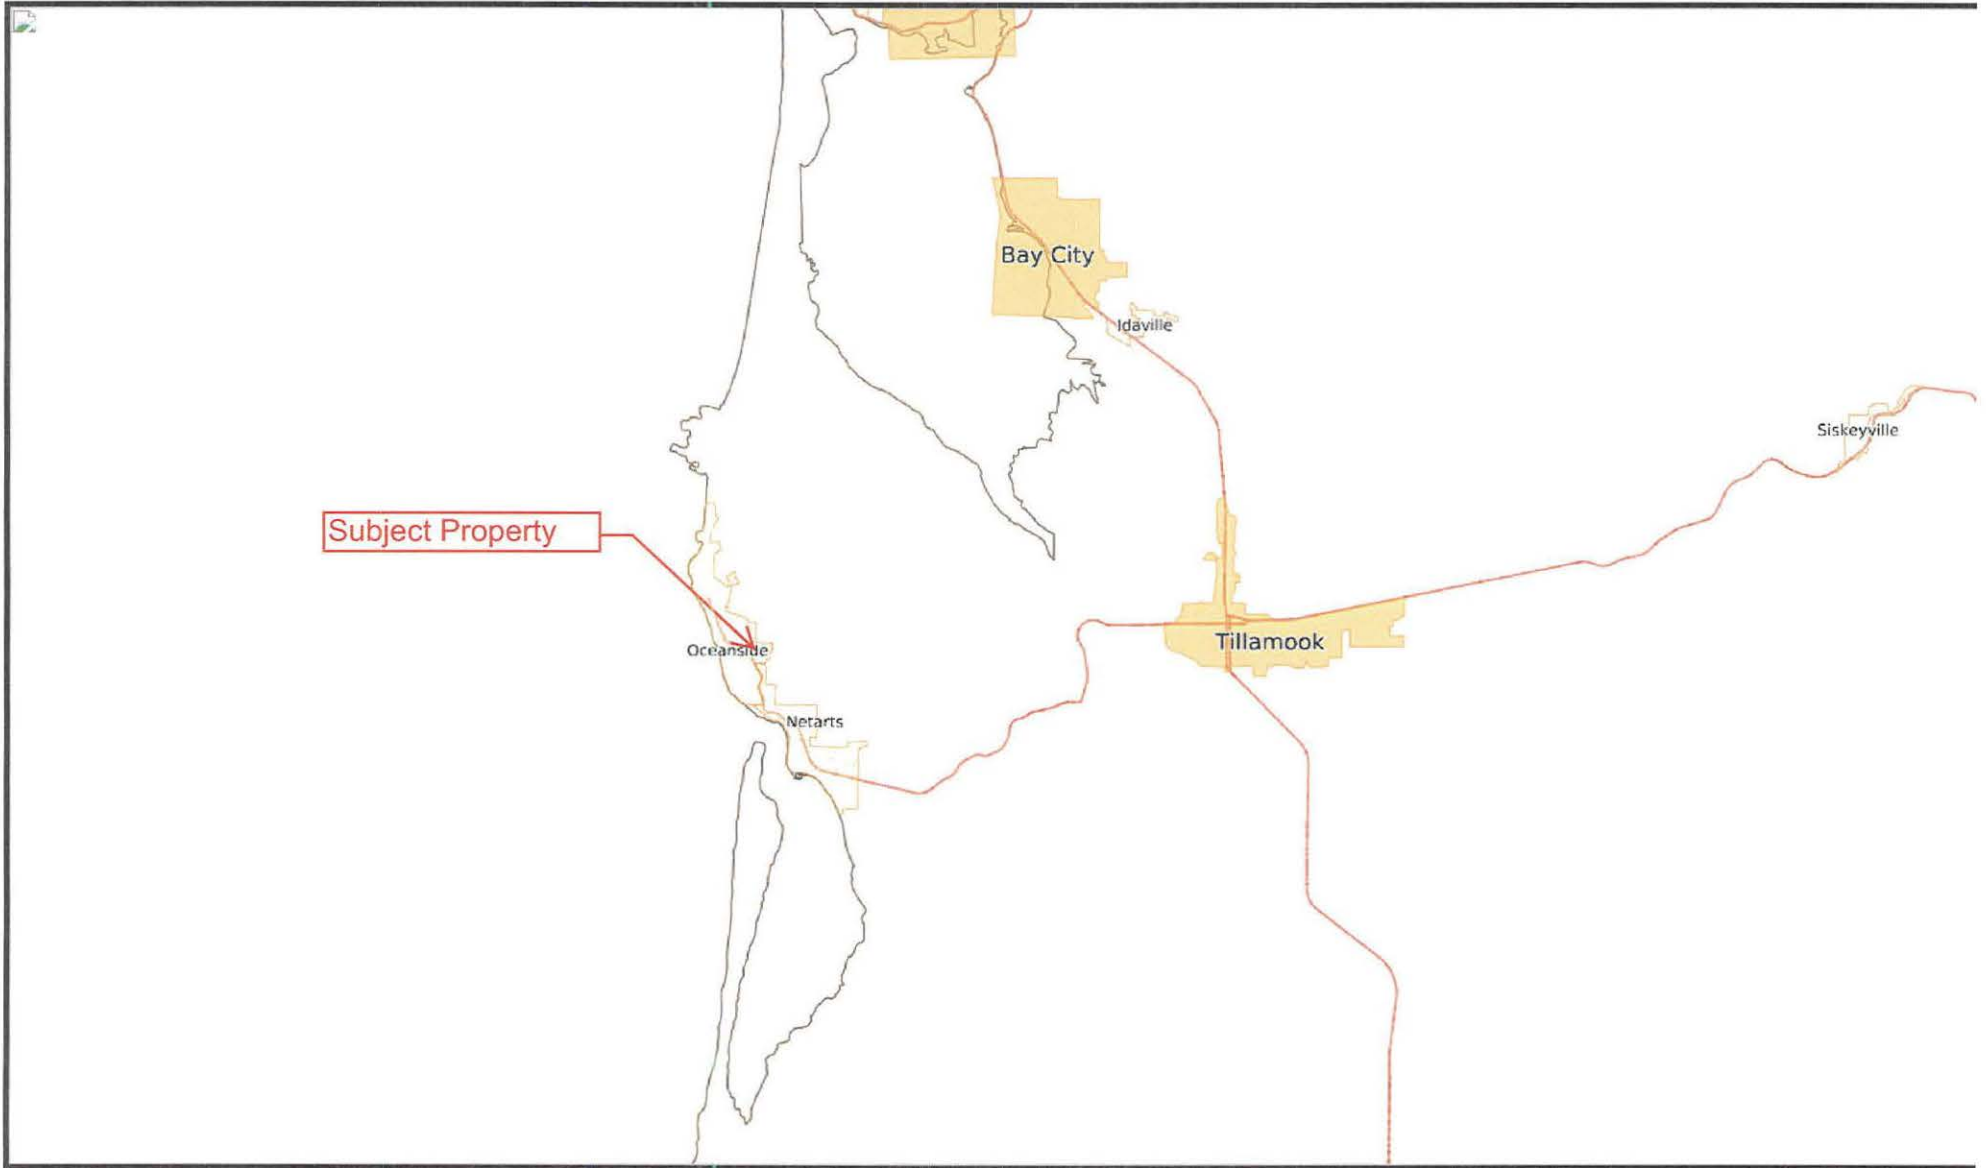 Bay City
Idaville
Siskeyville
Subject Property
Tillamook
Oceanside
Netarts